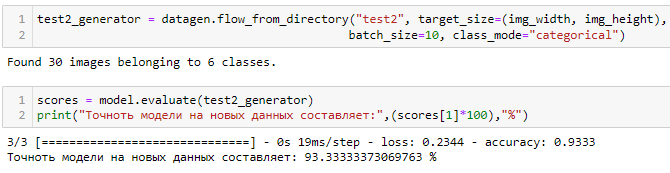 1 test2_generator = datagen.flow_from_directory("test2", target_size=(img_width, img_height),
2 batch_size=10, class_mode="categorical")
Found 30 images belonging to 6 classes.
1 scores = model.evaluate(test2_generator)
2 print("Точноть модели на новых данных составляет:",(scores[1]*100),"%")
3/3 [==============================] - 0s 19ms/step - loss: 0.2344 - accuracy: 0.9333
Точноть модели на новых данных составляет: 93.33333373069763 %